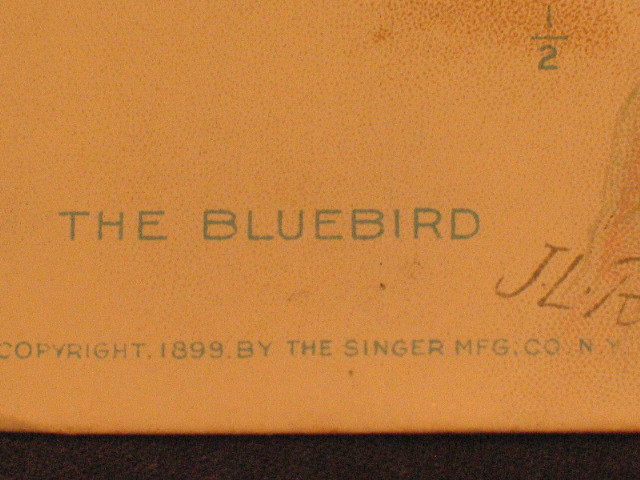 1/2
THE BLUEBIRD
J.L.R
COPYRIGHT, 1899, BY THE SINGER MFG. CO. N.Y.